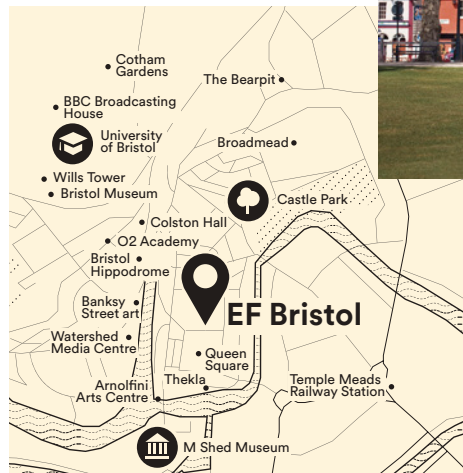 Cotham
Gardens
The Bearpit
BBC Broadcasting
House
University
of Bristol
Broadmead
Wills Tower
Bristol Museum
Castle Park
Colston Hall
O2 Academy
Bristol
Hippodrome
Banksy
Street art
EF Bristol
Watershed
Media Centre
Queen
Square
Thekla
Arnolfini
Arts Centre
Temple Meads
Railway Station
M Shed Museum